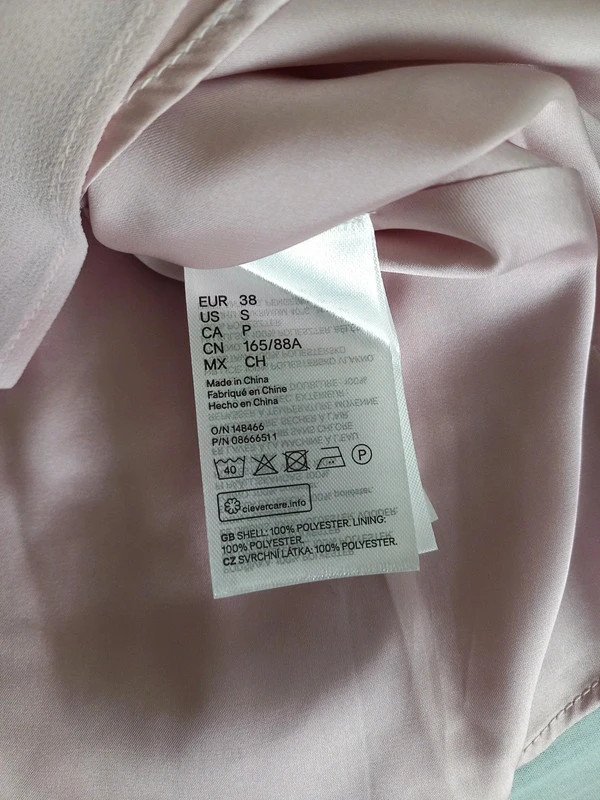 EUR 38
US S
CA P
CN 165/88A
MX CH
Made in China
Fabriqué en Chine
Hecho en China
O/N 148466
P/N 08666511
40
P
clevercare.info
GB SHELL: 100% POLYESTER. LINING:
100% POLYESTER.
CZ SVRCHNÍ LÁTKA: 100% POLYESTER.